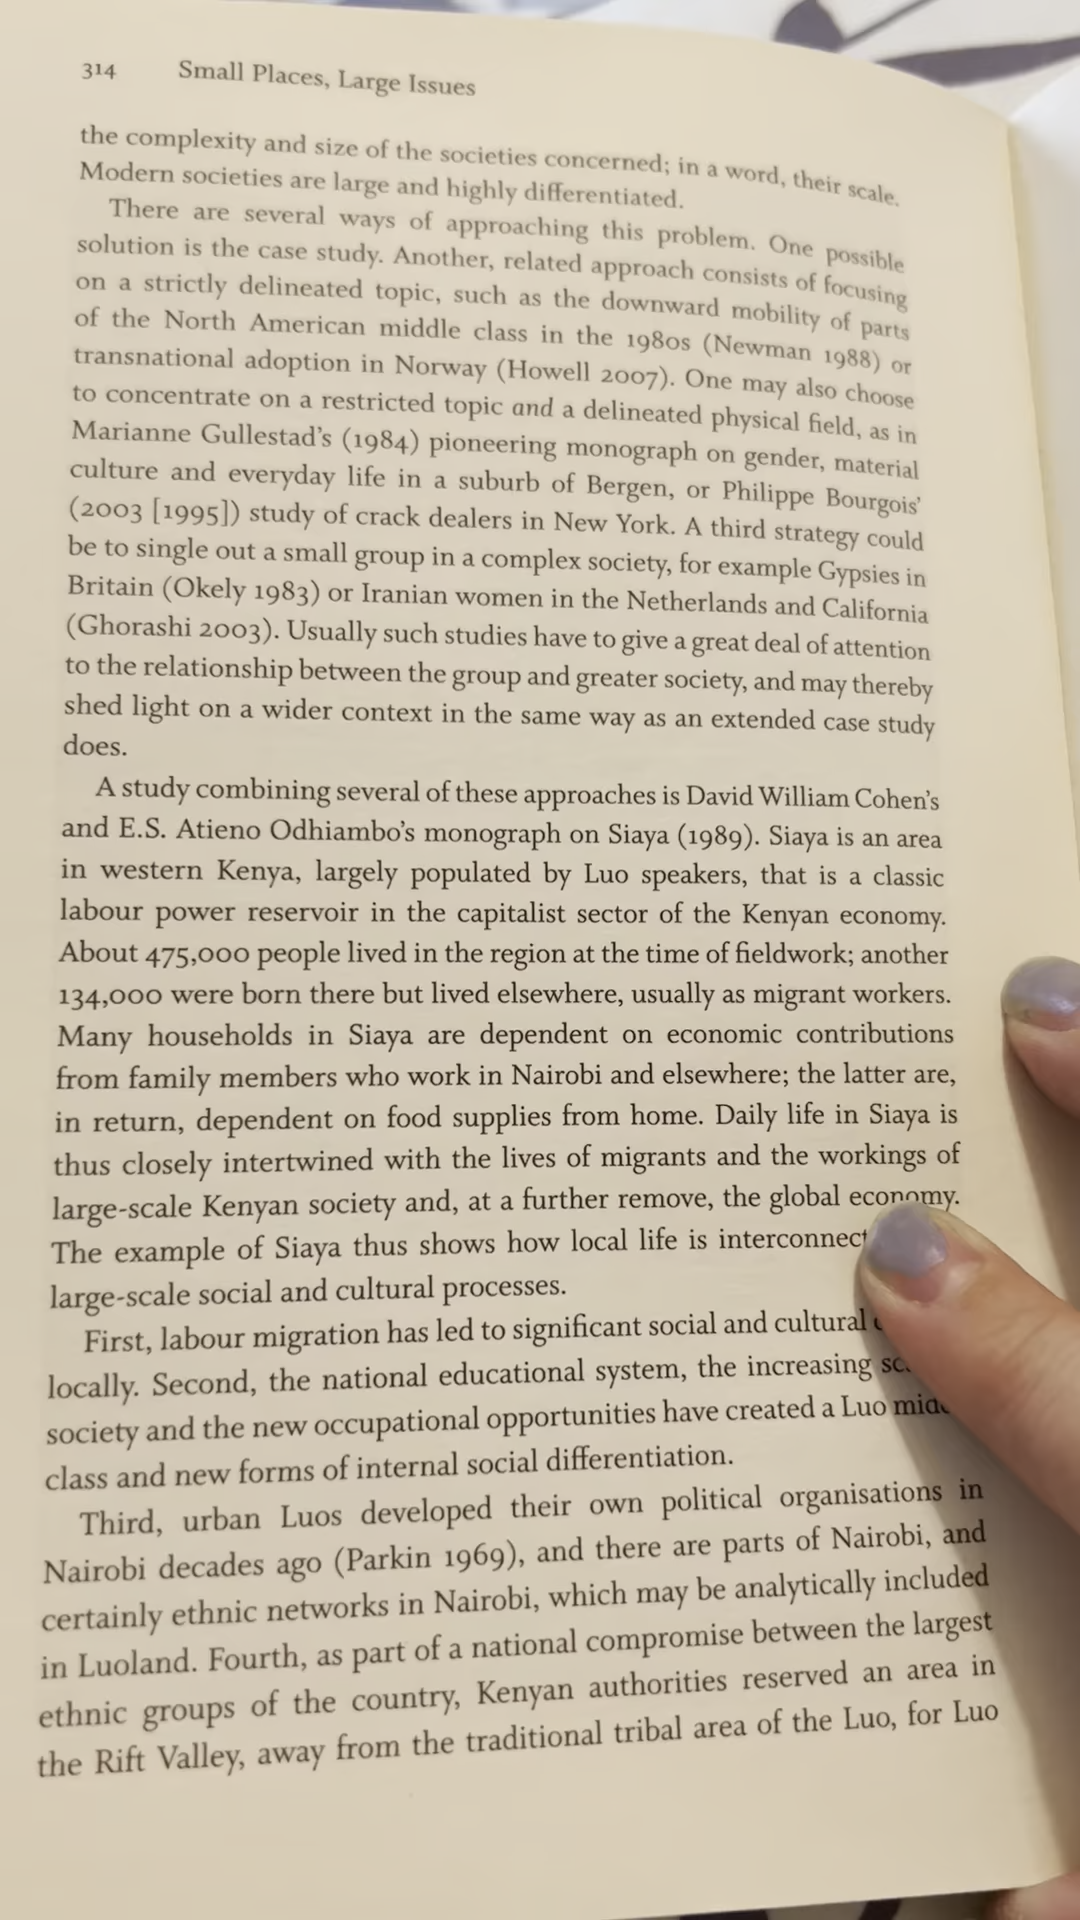 314 Small Places, Large Issues
the complexity and size of the societies concerned; in a word, their scale.
Modern societies are large and highly differentiated.
There are several ways of approaching this problem. One possible
solution is the case study. Another, related approach consists of focusing
on a strictly delineated topic, such as the downward mobility of parts
of the North American middle class in the 1980s (Newman 1988) or
transnational adoption in Norway (Howell 2007). One may also choose
to concentrate on a restricted topic and a delineated physical field, as in
Marianne Gullestad's (1984) pioneering monograph on gender, material
culture and everyday life in a suburb of Bergen, or Philippe Bourgois'
(2003 [1995]) study of crack dealers in New York. A third strategy could
be to single out a small group in a complex society, for example Gypsies in
Britain (Okely 1983) or Iranian women in the Netherlands and California
(Ghorashi 2003). Usually such studies have to give a great deal of attention
to the relationship between the group and greater society, and may thereby
shed light on a wider context in the same way as an extended case study
does.
A study combining several of these approaches is David William Cohen's
and E.S. Atieno Odhiambo's monograph on Siaya (1989). Siaya is an area
in western Kenya, largely populated by Luo speakers, that is a classic
labour power reservoir in the capitalist sector of the Kenyan economy.
About 475,000 people lived in the region at the time of fieldwork; another
134,000 were born there but lived elsewhere, usually as migrant workers.
Many households in Siaya are dependent on economic contributions
from family members who work in Nairobi and elsewhere; the latter are,
in return, dependent on food supplies from home. Daily life in Siaya is
thus closely intertwined with the lives of migrants and the workings of
large-scale Kenyan society and, at a further remove, the global economy.
The example of Siaya thus shows how local life is
large-scale social and cultural processes.
First, labour migration has led to significant social and cultural
locally. Second, the national educational system, the increasing
society and the new occupational opportunities have created a Luo
class and new forms of internal social differentiation.
Third, urban Luos developed their own political organisations in
Nairobi decades ago (Parkin 1969), and there are parts of Nairobi, and
certainly ethnic networks in Nairobi, which may be analytically included
in Luoland. Fourth, as part of a national compromise between the largest
ethnic groups of the country, Kenyan authorities reserved an area in
the Rift Valley, away from the traditional tribal area of the Luo, for Luo